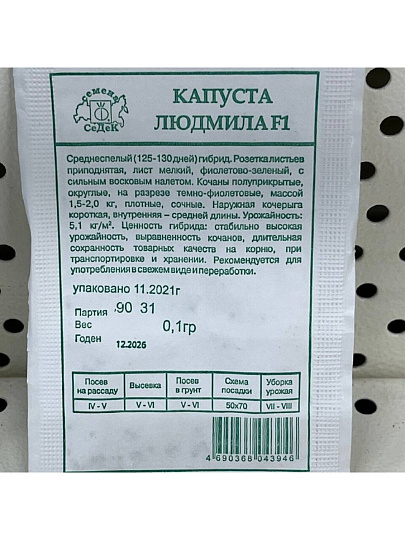 семена
СеДеК
КАПУСТА
ЛЮДМИЛА F1
Среднеспелый (125-130 дней) гибрид. Розетка листьев
приподнятая, лист мелкий, фиолетово-зеленый, с
сильным восковым налетом. Кочаны полуприкрытые,
округлые, на разрезе темно-фиолетовые, массой
1,5-2,0 кг, плотные, сочные. Наружная кочерыга
короткая, внутренняя – средней длины. Урожайность:
5,1 кг/м². Ценность гибрида: стабильно высокая
урожайность, выравненность кочанов, длительная
сохранность товарных качеств на корню, при
транспортировке и хранении. Рекомендуется для
употребления в свежем виде и переработки.
упаковано 11.2021г
Партия 90 31
Вес 0,1гр
Годен 12.2026
Посев на рассаду Высевка Посев в грунт Схема посадки Уборка урожая
IV - V V - VI V - VI 50x70 VII - VIII
4 690368 043946